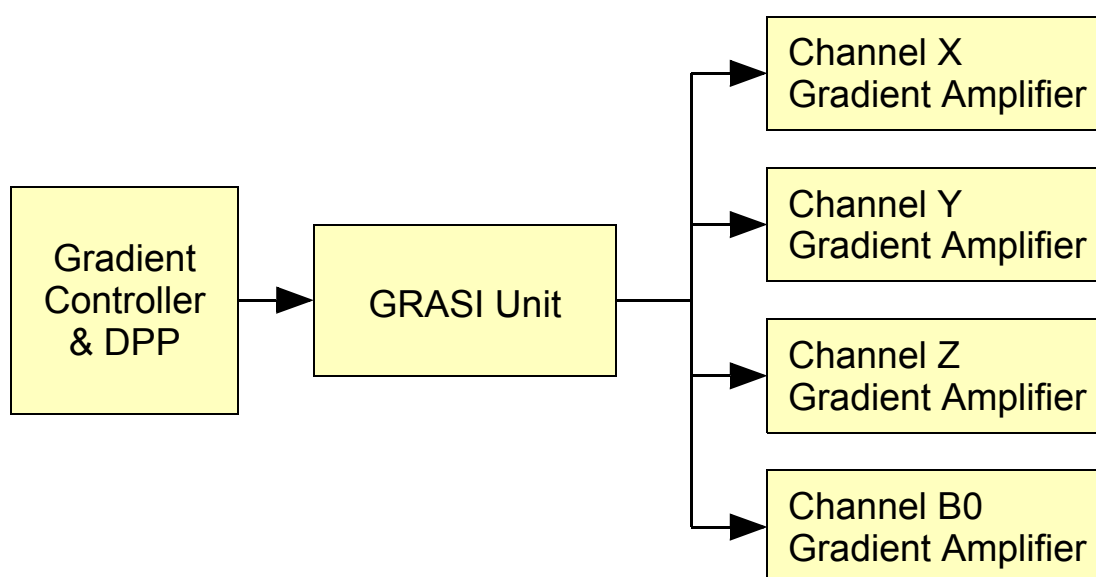 Gradient
Controller
& DPP
GRASI Unit
Channel X
Gradient Amplifier
Channel Y
Gradient Amplifier
Channel Z
Gradient Amplifier
Channel B0
Gradient Amplifier